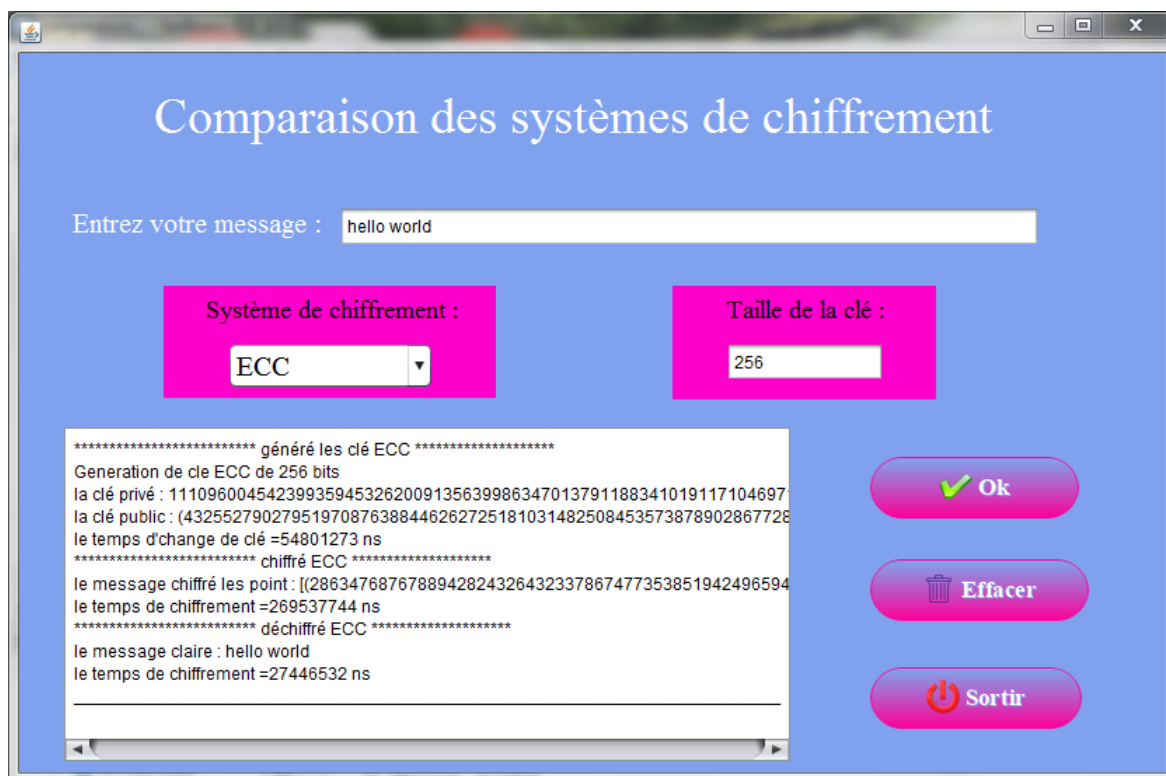 Comparaison des systèmes de chiffrement
Entrez votre message :
hello world
Système de chiffrement :
Taille de la clé :
ECC
256
************************** généré les clé ECC ********************
Generation de cle ECC de 256 bits
la clé privé : 11109600454239935945326200913563998634701379118834101911710469
la clé public : (43255279027951970876388446262725181031482508453573878902867728
le temps d'change de clé =54801273 ns
************************** chiffré ECC ********************
le message chiffré les point : [(2863476876788942824326432337867477353851942496594
le temps de chiffrement =269537744 ns
************************** déchiffré ECC ********************
le message claire : hello world
le temps de chiffrement =27446532 ns
Ok
Effacer
Sortir